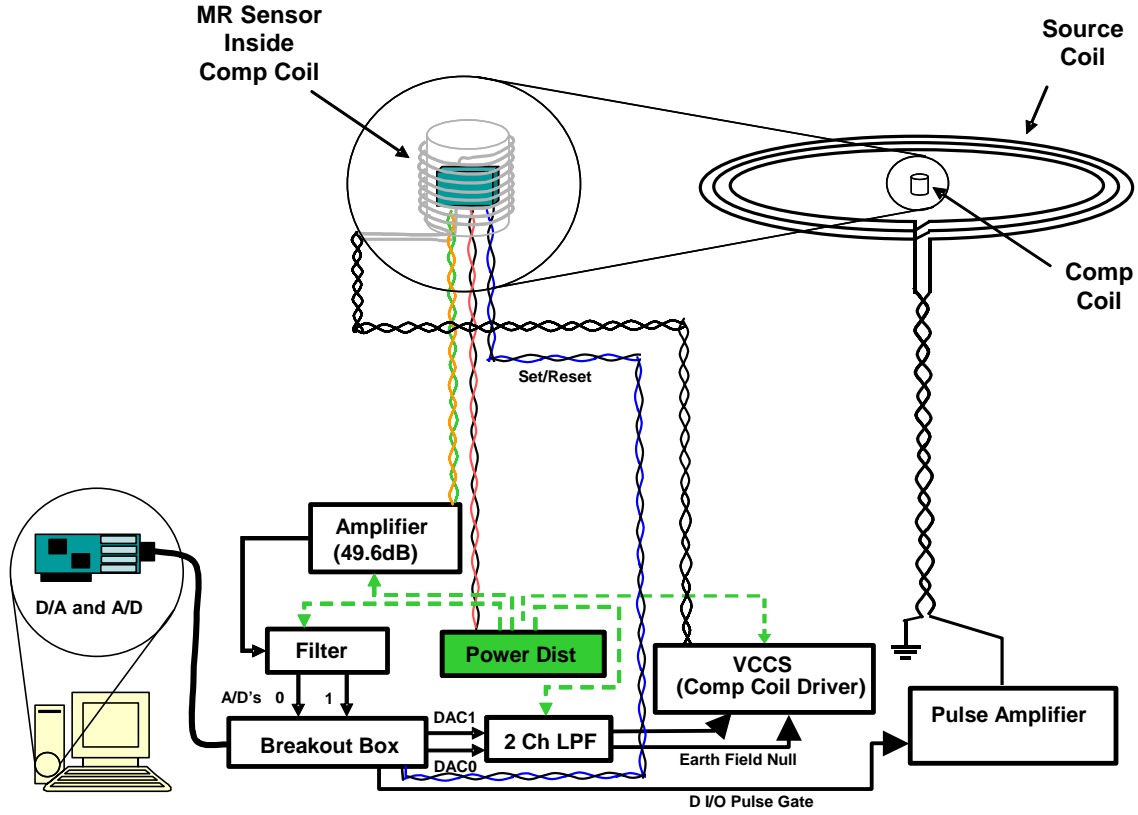 MR Sensor
Inside
Comp Coil
Source
Coil
Comp
Coil
Set/Reset
Amplifier
(49.6dB)
D/A and A/D
Filter
Power Dist
VCCS
(Comp Coil Driver)
A/D's 0 1
Breakout Box
DAC1
DAC0
2 Ch LPF
Earth Field Null
Pulse Amplifier
D I/O Pulse Gate